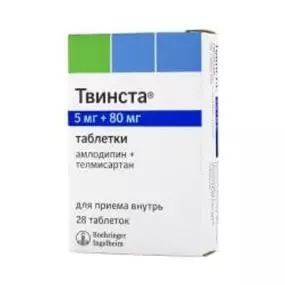 Твинста®
5 мг + 80 мг
таблетки
амлодипин +
телмисартан
для приема внутрь
28 таблеток
Boehringer
Ingelheim